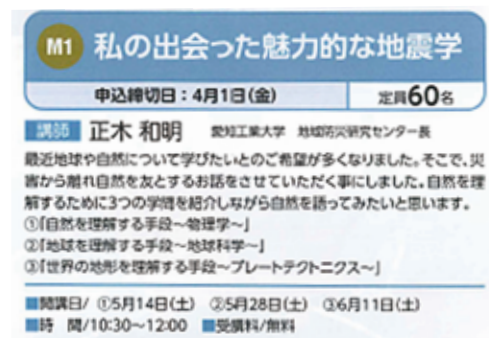 M1 私の出会った魅力的な地震学
申込締切日：4月1日(金) 定員60名
講師 正木 和明 愛知工業大学 地域防災研究センター長
最近地球や自然について学びたいとのご希望が多くなりました。そこで、災
害から離れ自然を友とするお話をさせていただく事にしました。自然を理
解するために3つの学問を紹介しながら自然を語ってみたいと思います。
①「自然を理解する手段～物理学～」
②「地球を理解する手段～地球科学～」
③「世界の地形を理解する手段～プレートテクトニクス～」
■開講日/ ①5月14日(土) ②5月28日(土) ③6月11日(土)
■時 間/10:30～12:00 ■受講料/無料